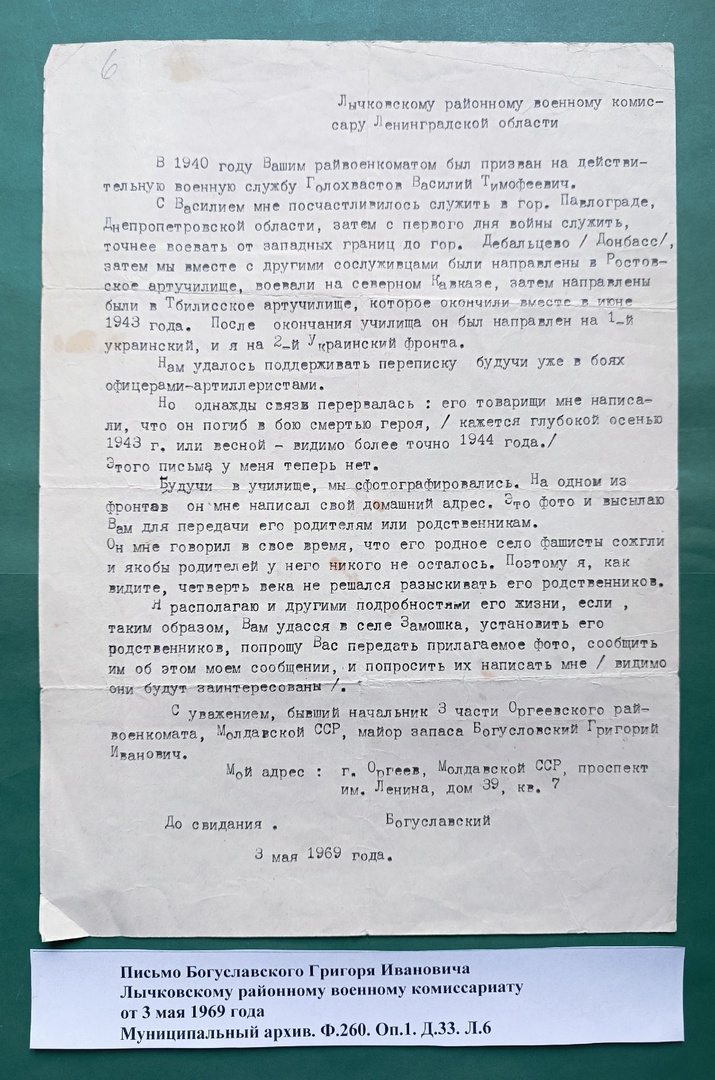 6
Лычковскому районному военному комис-
сару Ленинградской области
В 1940 году Вашим райвоенкоматом был призван на действи-
тельную военную службу Голохвастов Василий Тимофеевич.
С Василием мне посчастливилось служить в гор. Павлограде,
Днепропетровской области, затем с первого дня войны служить,
точнее воевать от западных границ до гор. Дебальцево / Донбасс/,
затем мы вместе с другими сослуживцами были направлены в Ростов-
ское артучилище, воевали на северном Кавказе, затем направлены
были в Тбилисское артучилище, которое окончили вместе в июне
1943 года. После окончания училища он был направлен на 1-й
украинский, и я на 2-й Украинский фронта.
Нам удалось поддерживать переписку будучи уже в боях
офицерами-артиллеристами.
Но однажды связь перервалась : его товарищи мне написа-
ли, что он погиб в бою смертью героя, / кажется глубокой осенью
1943 г. или весной - видимо более точно 1944 года./
Этого письма у меня теперь нет.
Будучи в училище, мы сфотографировались. На одном из
фронтав он мне написал свой домашний адрес. Это фото и высылаю
Вам для передачи его родителям или родственникам.
Он мне говорил в свое время, что его родное село фашисты сожгли
и якобы родителей у него никого не осталось. Поэтому я, как
видите, четверть века не решался разыскивать его родственников.
Я располагаю и другими подробностями его жизни, если ,
таким образом, Вам удасся в селе Замошка, установить его
родственников, попрошу Вас передать прилагаемое фото, сообщить
им об этом моем сообщении, и попросить их написать мне / видимо
они будут заинтересованы /.
С уважением, бывший начальник 3 части Оргеевского рай-
военкомата, Молдавской ССР, майор запаса Богусловский Григорий
Иванович.
Мой адрес : г. Оргеев, Молдавской ССР, проспект
им. Ленина, дом 39, кв. 7
До свидания . Богуславский
3 мая 1969 года.
Письмо Богуславского Григоря Ивановича
Лычковскому районному военному комиссариату
от 3 мая 1969 года
Муниципальный архив. Ф.260. Оп.1. Д.33. Л.6